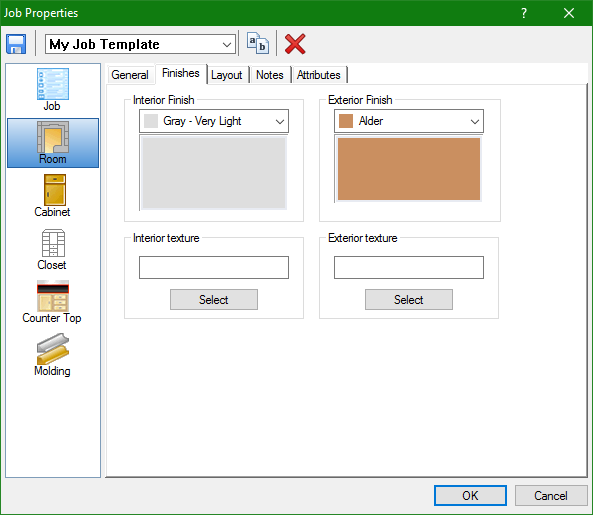 Job Properties
?
My Job Template
a b
Job
Room
Cabinet
Closet
Counter Top
Molding
General Finishes Layout Notes Attributes
Interior Finish
Gray - Very Light
Exterior Finish
Alder
Interior texture
Select
Exterior texture
Select
OK Cancel